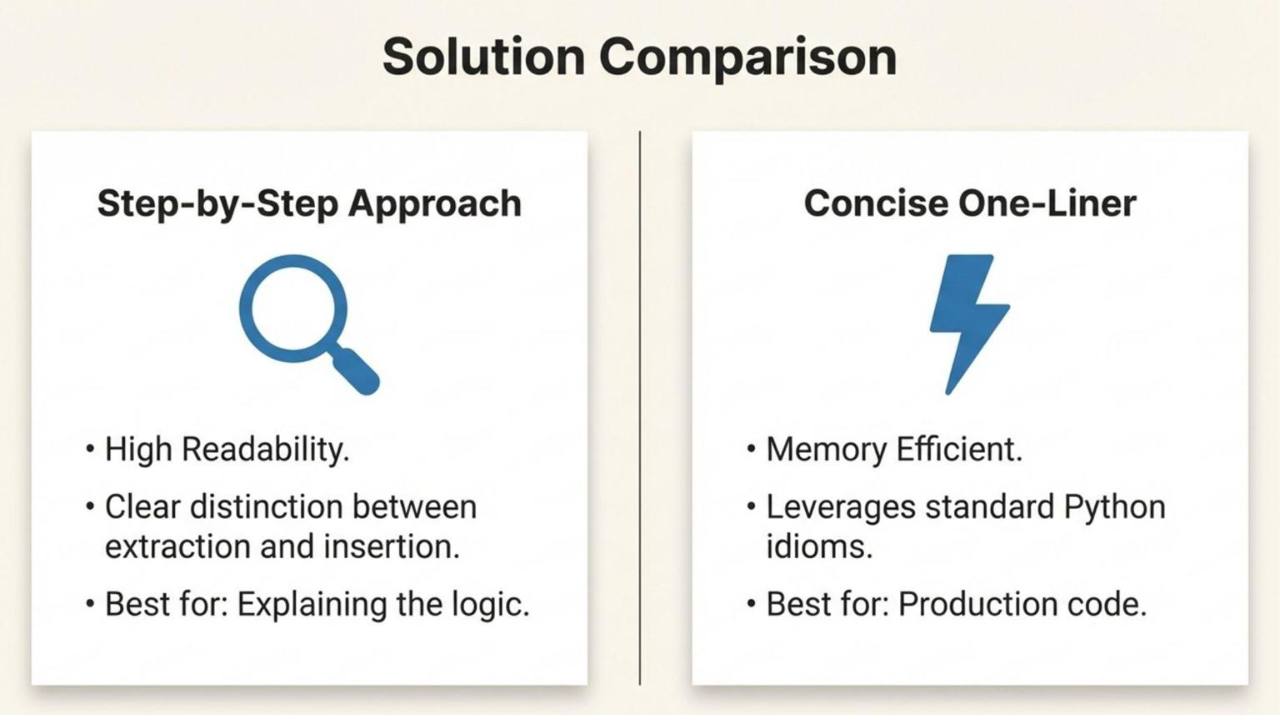 Solution Comparison
Step-by-Step Approach
• High Readability.
• Clear distinction between
extraction and insertion.
• Best for: Explaining the logic.
Concise One-Liner
• Memory Efficient.
• Leverages standard Python
idioms.
• Best for: Production code.